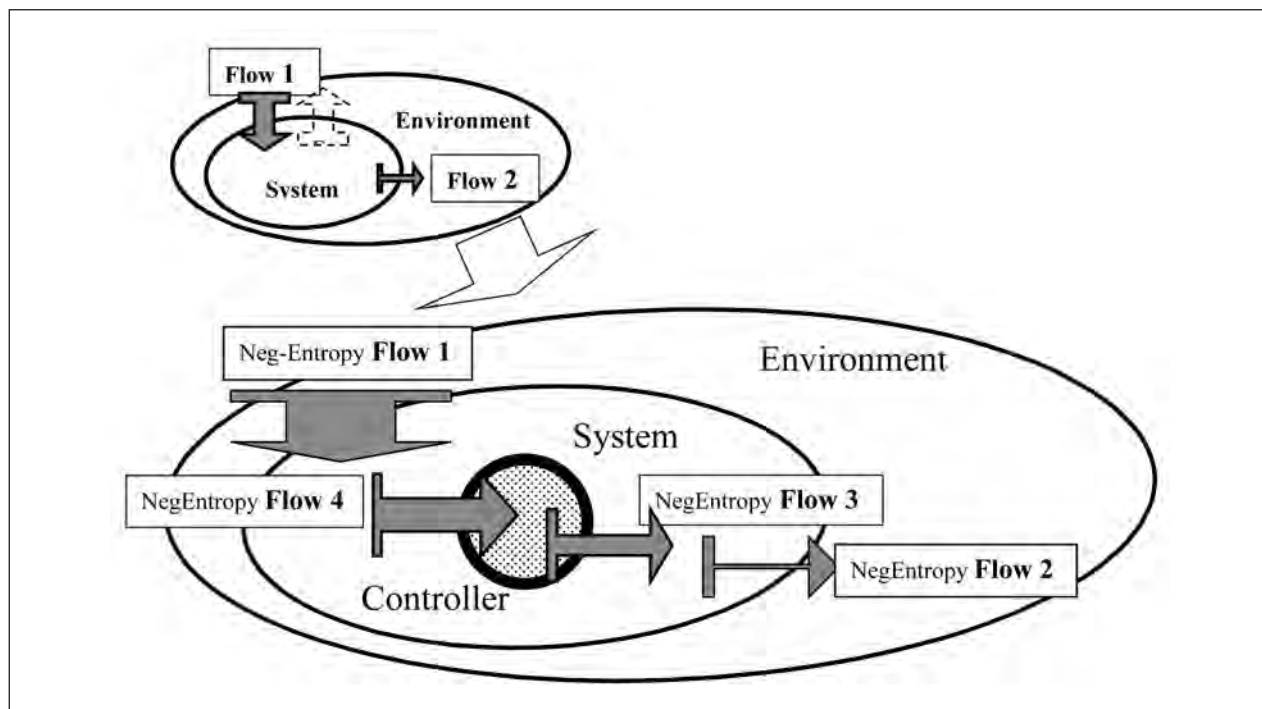 Flow 1
Environment
System
Flow 2
Neg-Entropy Flow 1
Environment
System
NegEntropy Flow 4
NegEntropy Flow 3
NegEntropy Flow 2
Controller